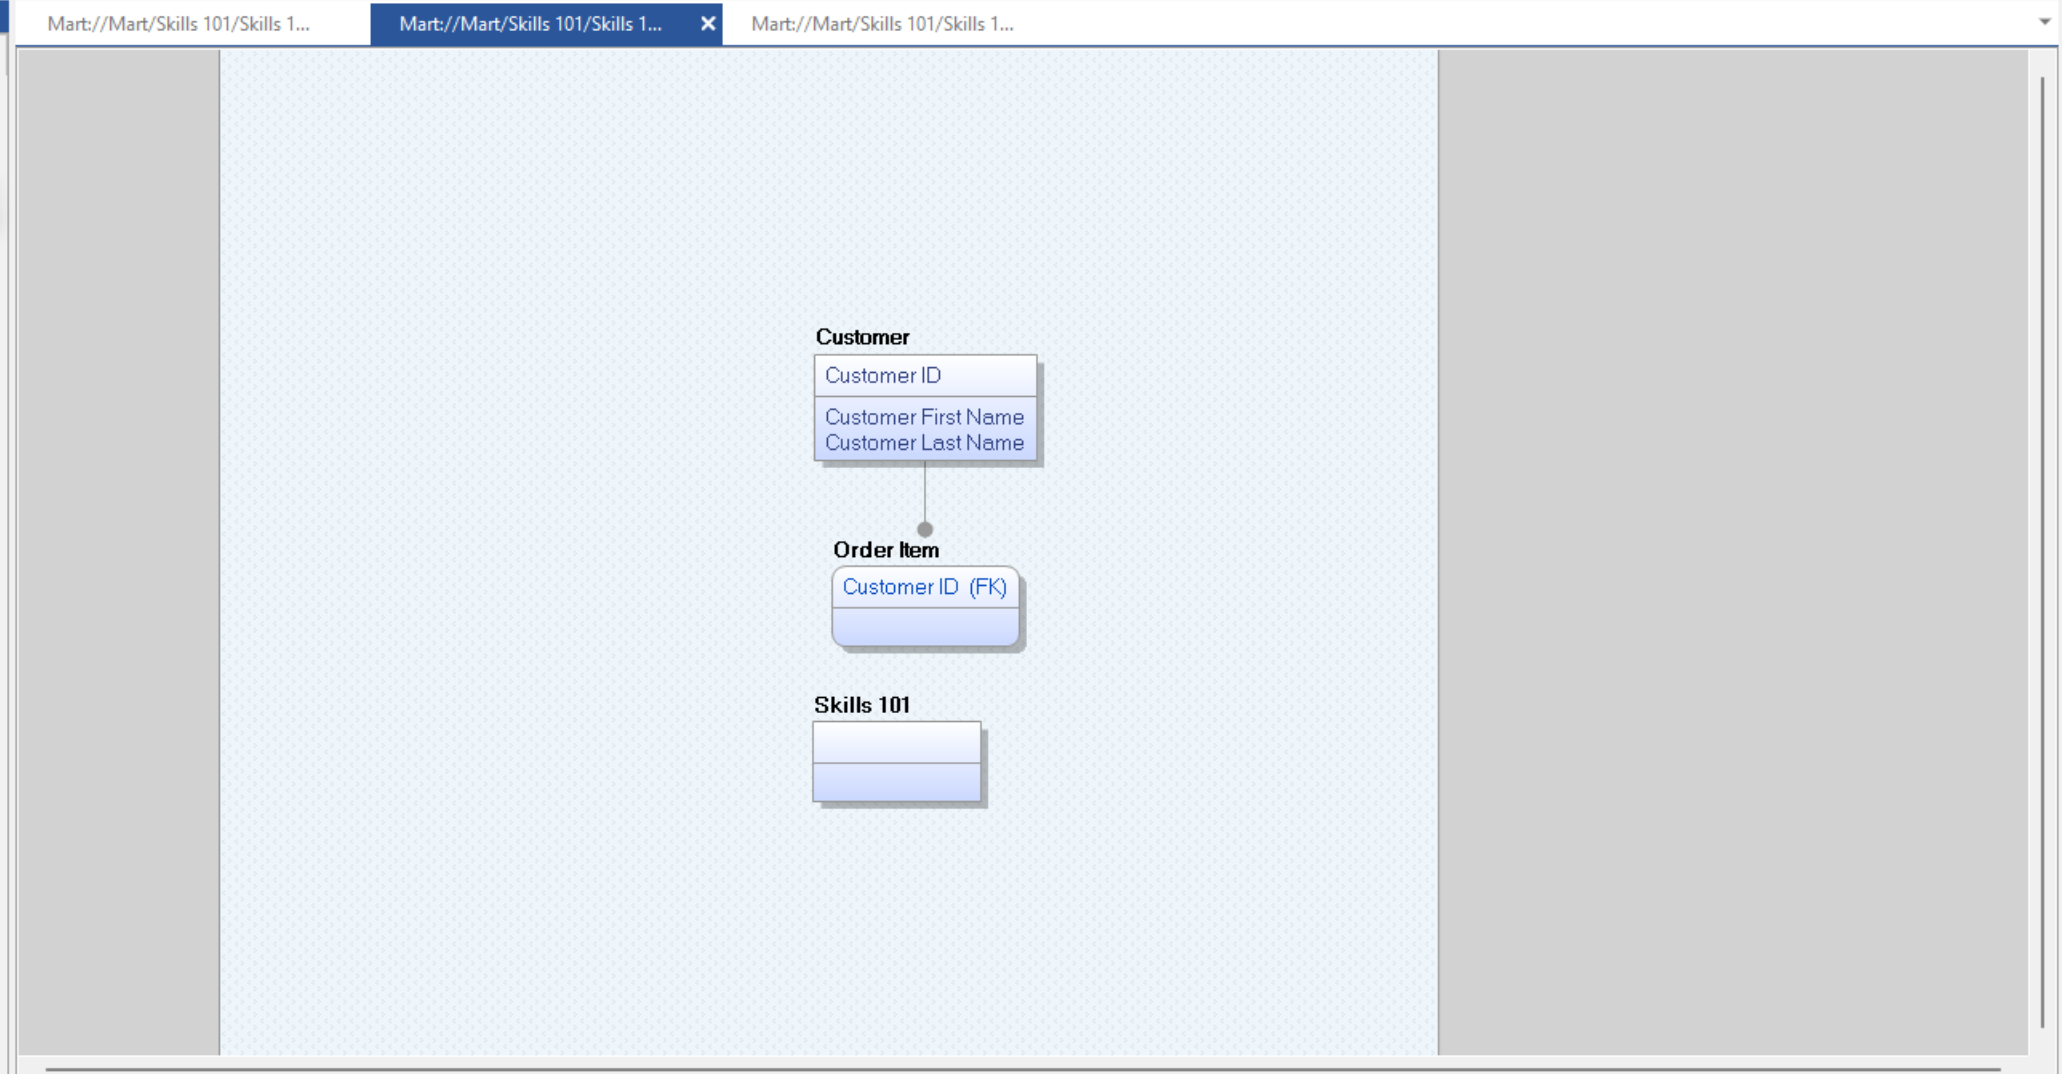 Mart://Mart/Skills 101/Skills 1...
Mart://Mart/Skills 101/Skills 1...
Mart://Mart/Skills 101/Skills 1...
Customer
Customer ID
Customer First Name
Customer Last Name
Order Item
Customer ID (FK)
Skills 101